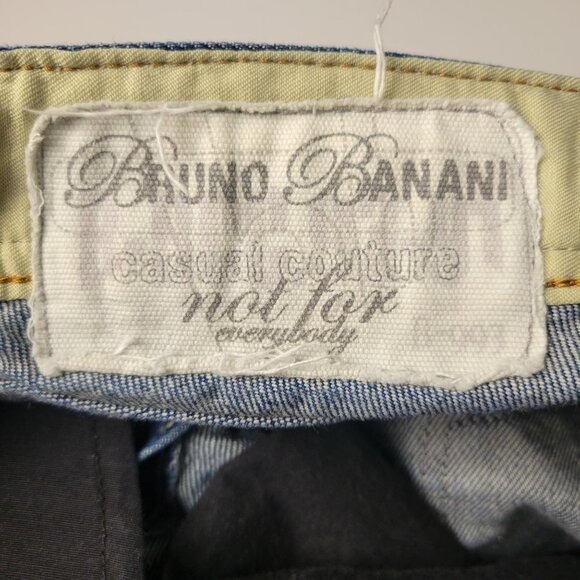 BRUNO BANANI
casual couture
not for
everybody